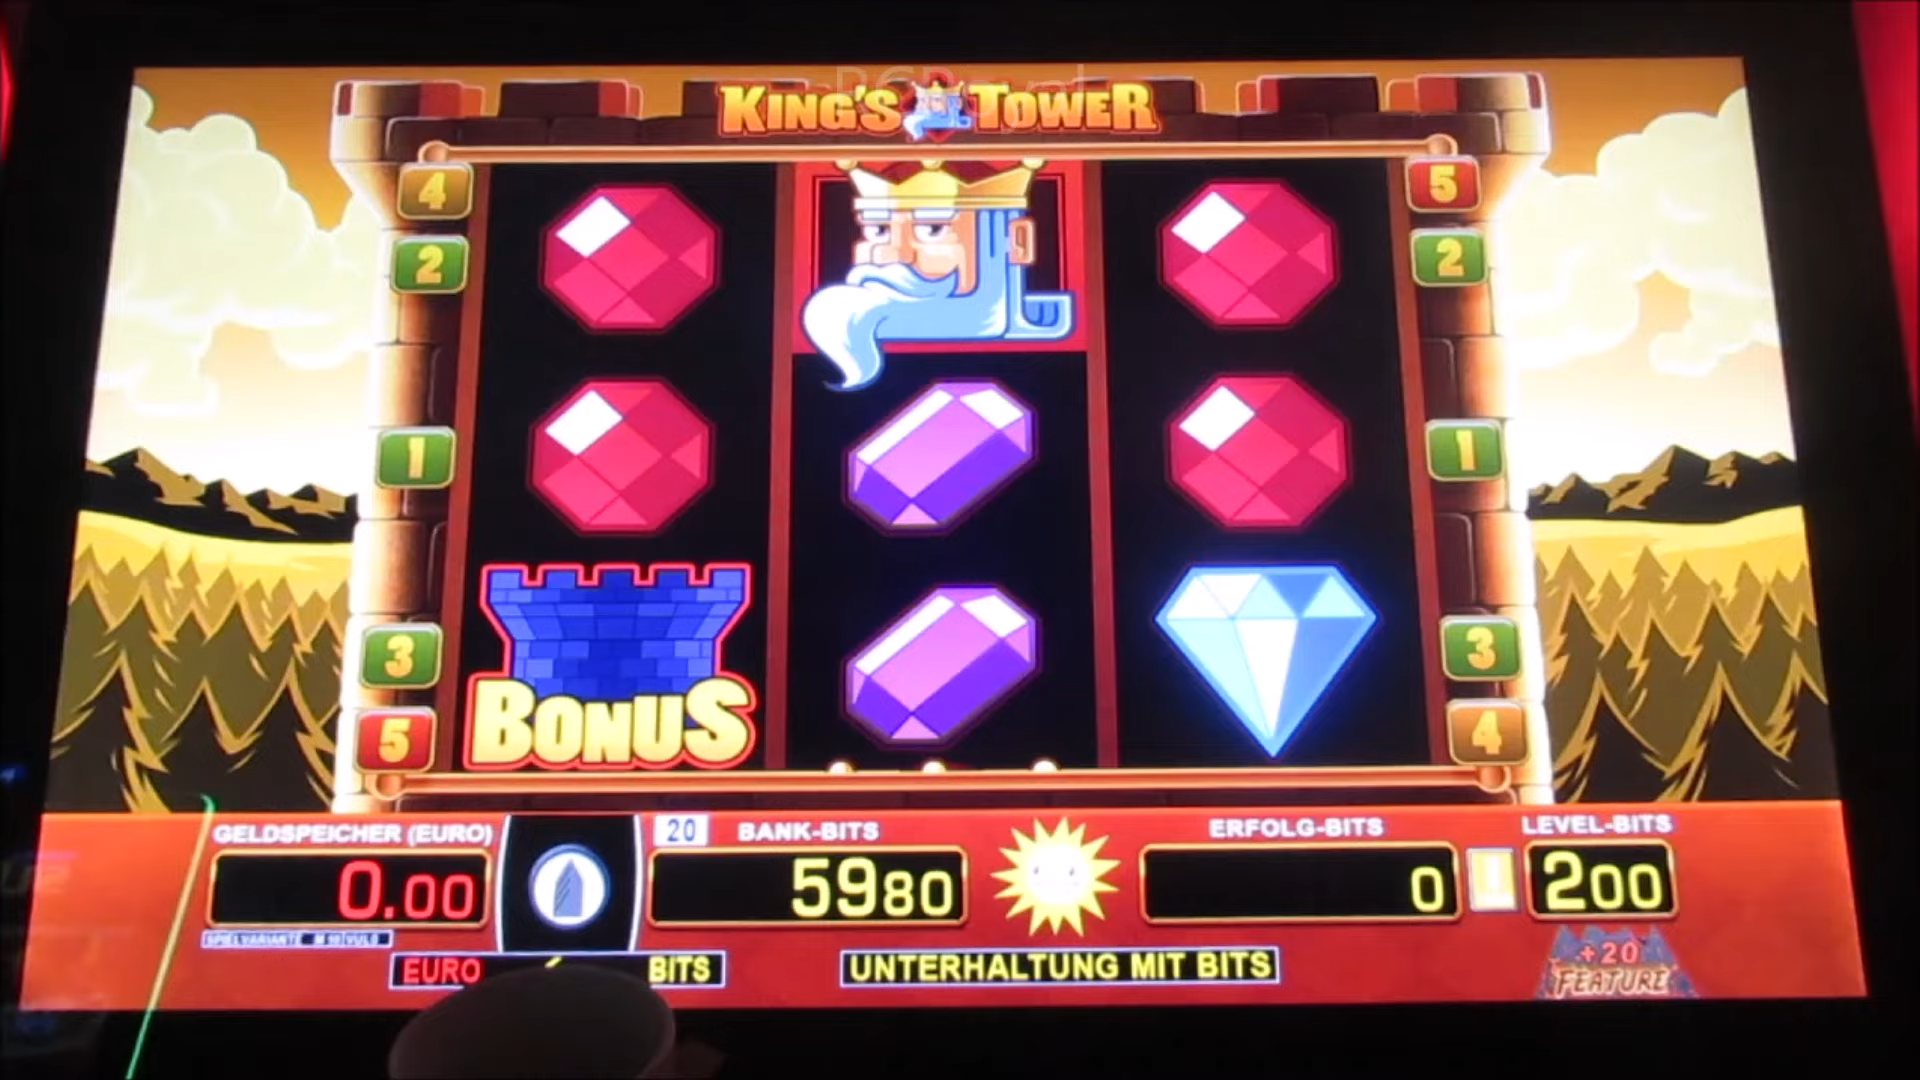 KING'S TOWER
4
5
2
2
1
1
3
3
BONUS
5
4
GELDSPEICHER (EURO)
20
BANK-BITS
ERFOLG-BITS
LEVEL-BITS
0.00
5980
0
200
SPIELVARIANTE
EURO
BITS
UNTERHALTUNG MIT BITS
+20
FEATURE